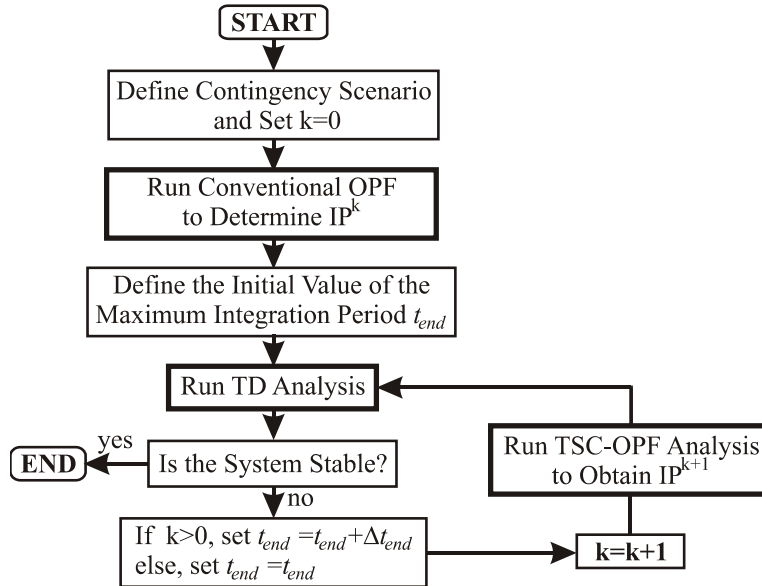 START
Define Contingency Scenario
and Set k=0
Run Conventional OPF
to Determine IP^k
Define the Initial Value of the
Maximum Integration Period t_end
Run TD Analysis
Is the System Stable?
yes
END
no
If k>0, set t_end =t_end+Δt_end
else, set t_end =t_end
k=k+1
Run TSC-OPF Analysis
to Obtain IP^k+1